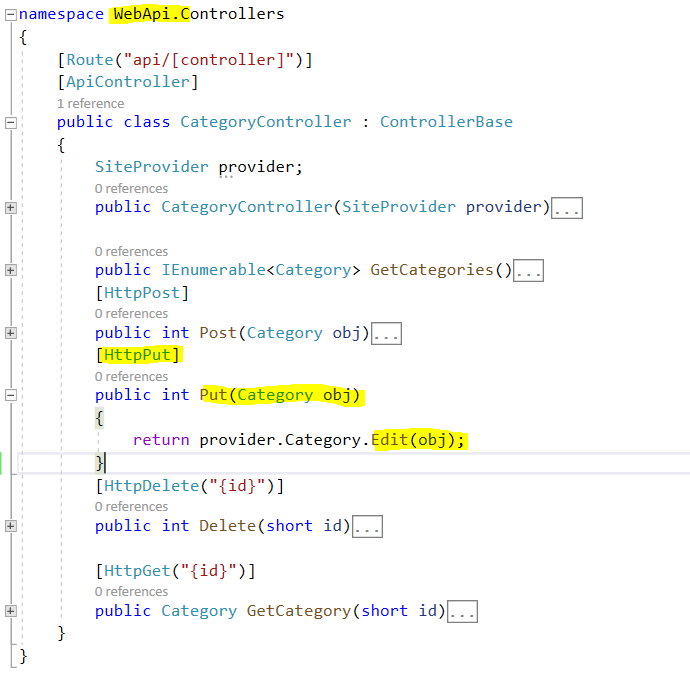 namespace WebApi.Controllers
{
[Route("api/[controller]")]
[ApiController]
1 reference
public class CategoryController : ControllerBase
{
SiteProvider provider;
0 references
public CategoryController(SiteProvider provider)...
0 references
public IEnumerable<Category> GetCategories()...
[HttpPost]
0 references
public int Post(Category obj)...
[HttpPut]
0 references
public int Put(Category obj)
{
return provider.Category.Edit(obj);
}
[HttpDelete("{id}")]
0 references
public int Delete(short id)...
[HttpGet("{id}")]
0 references
public Category GetCategory(short id)...
}
}